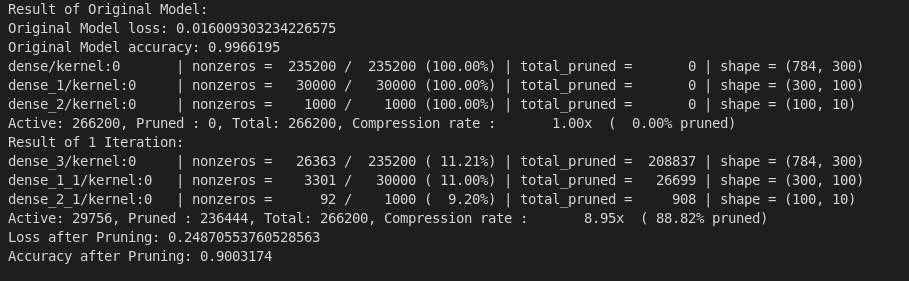 Result of Original Model:
Original Model loss: 0.016009303234226575
Original Model accuracy: 0.9966195
dense/kernel:0       | nonzeros =  235200 /  235200 (100.00%) | total_pruned =       0 | shape = (784, 300)
dense_1/kernel:0     | nonzeros =   30000 /   30000 (100.00%) | total_pruned =       0 | shape = (300, 100)
dense_2/kernel:0     | nonzeros =    1000 /    1000 (100.00%) | total_pruned =       0 | shape = (100, 10)
Active: 266200, Pruned : 0, Total: 266200, Compression rate :       1.00x  (  0.00% pruned)
Result of 1 Iteration:
dense_3/kernel:0     | nonzeros =   26363 /  235200 ( 11.21%) | total_pruned =  208837 | shape = (784, 300)
dense_1_1/kernel:0   | nonzeros =    3301 /   30000 ( 11.00%) | total_pruned =   26699 | shape = (300, 100)
dense_2_1/kernel:0   | nonzeros =      92 /    1000 (  9.20%) | total_pruned =     908 | shape = (100, 10)
Active: 29756, Pruned : 236444, Total: 266200, Compression rate :       8.95x  ( 88.82% pruned)
Loss after Pruning: 0.24870553760528563
Accuracy after Pruning: 0.9003174